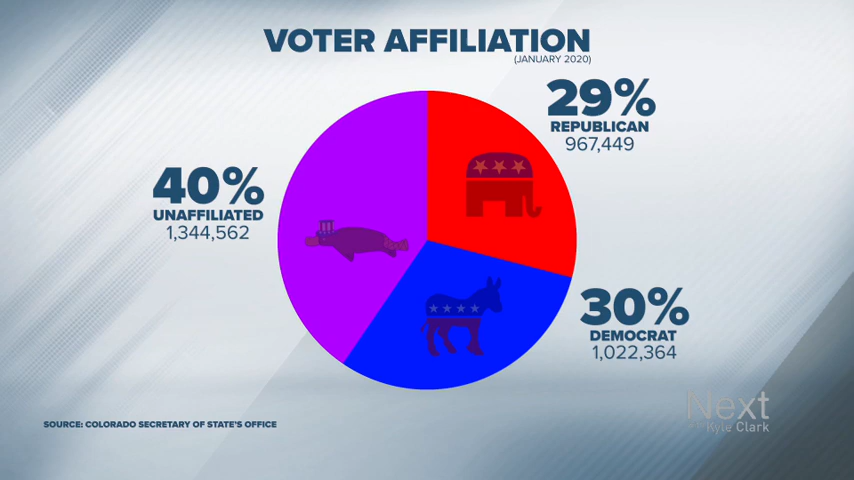 VOTER AFFILIATION
(JANUARY 2020)
29%
REPUBLICAN
967,449
40%
UNAFFILIATED
1,344,562
30%
DEMOCRAT
1,022,364
Next
Kyle Clark
SOURCE: COLORADO SECRETARY OF STATE'S OFFICE